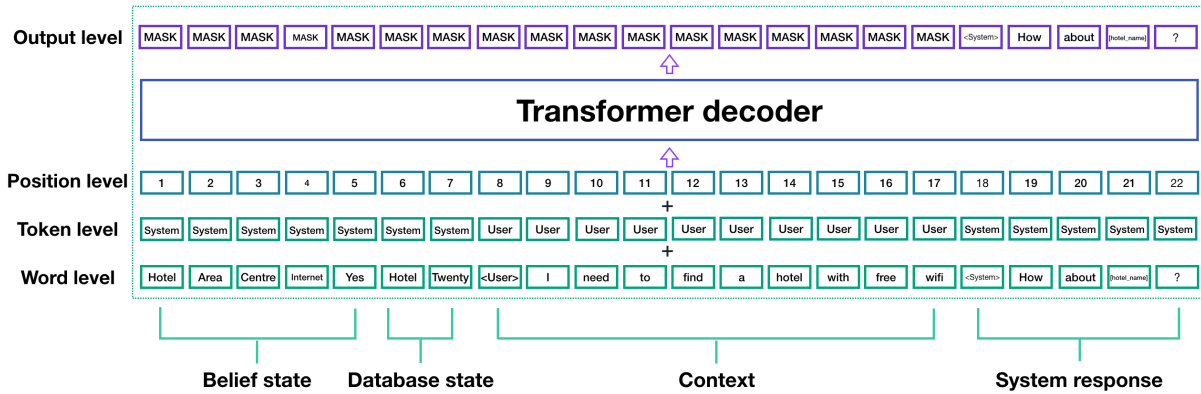 Output level MASK MASK MASK MASK MASK MASK MASK MASK MASK MASK MASK MASK MASK MASK MASK MASK MASK <System> How about [hotel_name] ?
Transformer decoder
Position level 1 2 3 4 5 6 7 8 9 10 11 12 13 14 15 16 17 18 19 20 21 22
+
Token level System System System System System System System User User User User User User User User User User System System System System System
+
Word level Hotel Area Centre Internet Yes Hotel Twenty <User> I need to find a hotel with free wifi <System> How about [hotel_name] ?
Belief state Database state Context System response